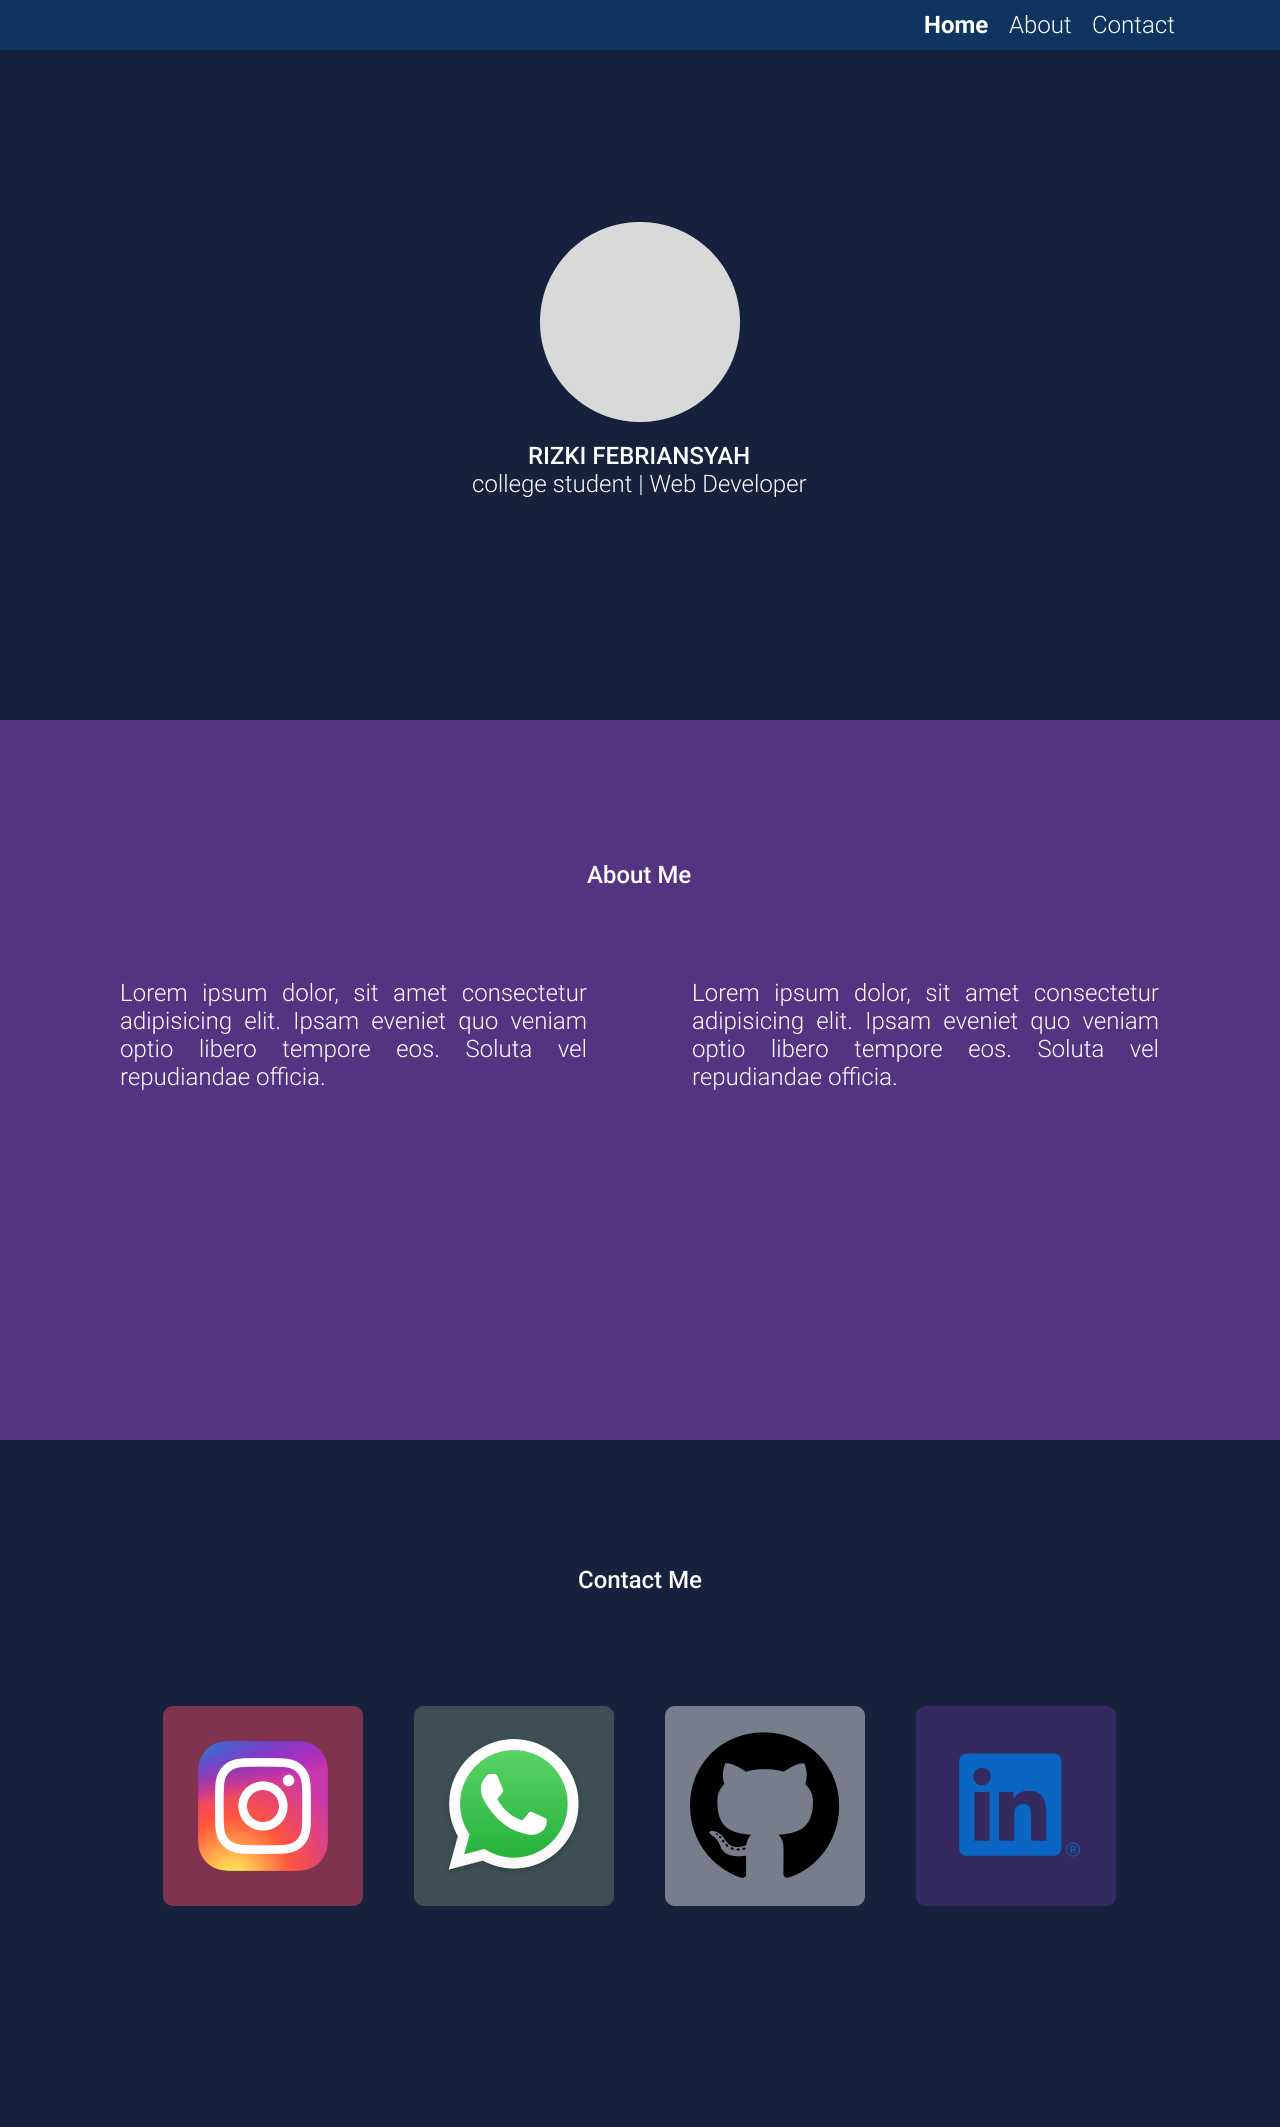 Home About Contact
RIZKI FEBRIANSYAH
college student | Web Developer
About Me
Lorem ipsum dolor, sit amet consectetur
adipisicing elit. Ipsam eveniet quo veniam
optio libero tempore eos. Soluta vel
repudiandae officia.
Lorem ipsum dolor, sit amet consectetur
adipisicing elit. Ipsam eveniet quo veniam
optio libero tempore eos. Soluta vel
repudiandae officia.
Contact Me
in®